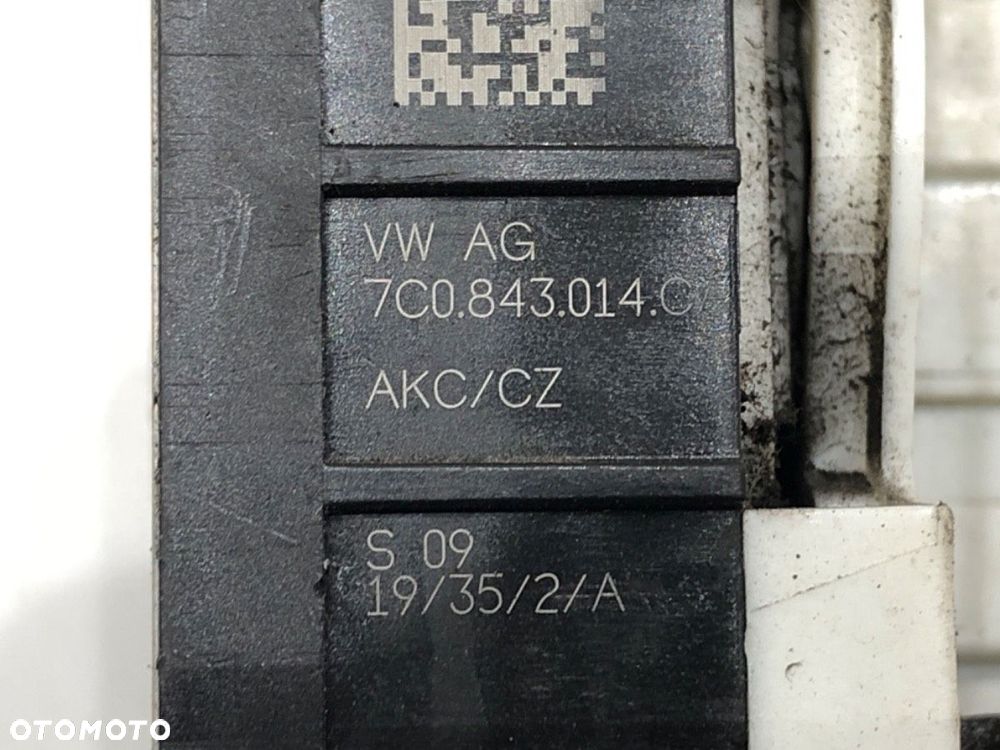 VW AG
7C0.843.014.C
AKC/CZ
S 09
19/35/2/A
OTOMOTO